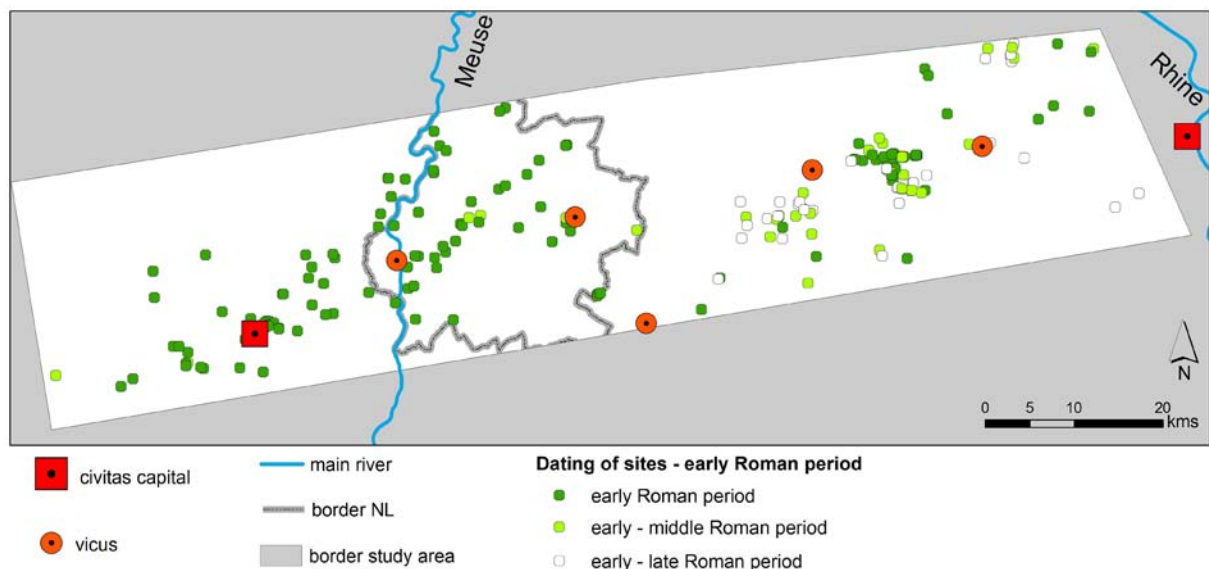 Meuse
Rhine
N
0 5 10 20
kms
civitas capital
vicus
main river
border NL
border study area
Dating of sites - early Roman period
early Roman period
early - middle Roman period
early - late Roman period